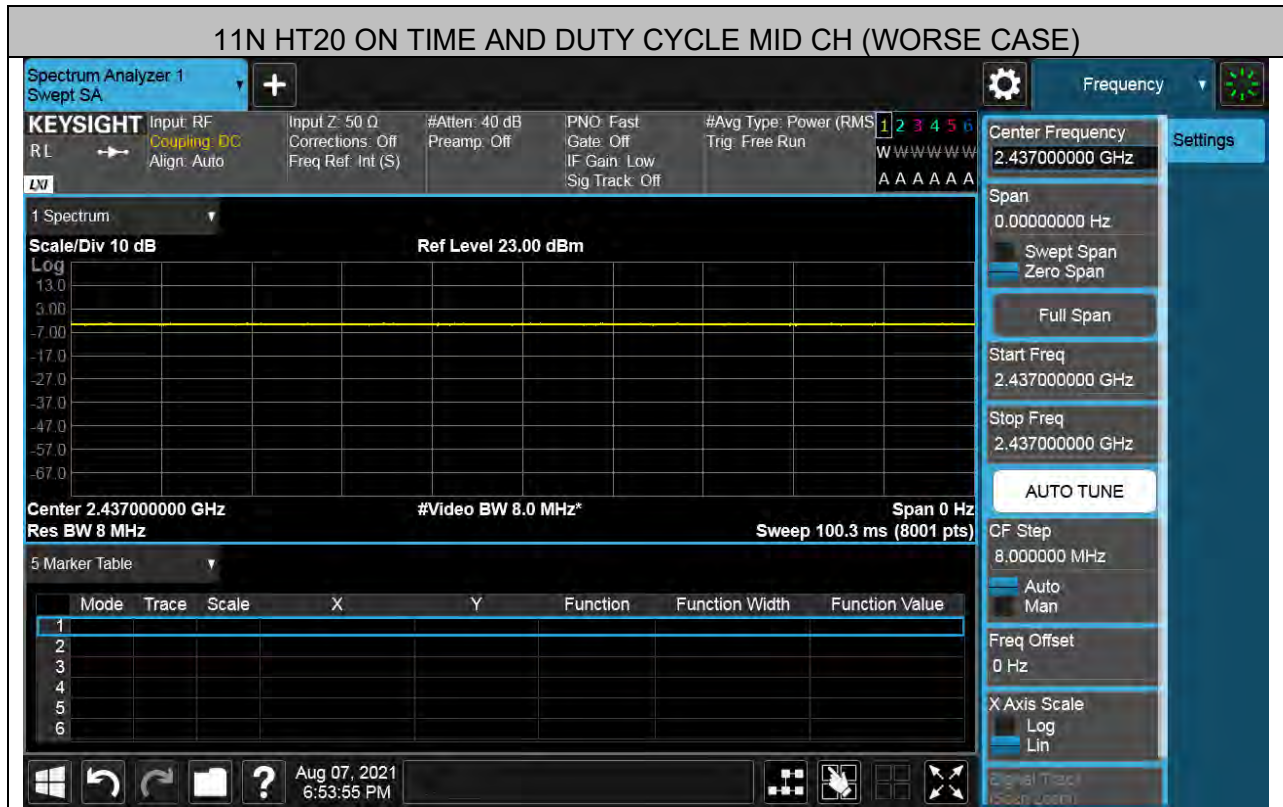 11N HT20 ON TIME AND DUTY CYCLE MID CH (WORSE CASE)
Spectrum Analyzer 1
Swept SA
Frequency
KEYSIGHT
RL
LXI
Input: RF
Coupling: DC
Align: Auto
Input Z: 50 Ω
Corrections: Off
Freq Ref: Int (S)
#Atten: 40 dB
Preamp: Off
PNO: Fast
Gate: Off
IF Gain: Low
Sig Track: Off
#Avg Type: Power (RMS
Trig: Free Run
1 2 3 4 5 6
W W W W W W
A A A A A A
Settings
Center Frequency
2.437000000 GHz
Span
0.00000000 Hz
Swept Span
Zero Span
Full Span
Start Freq
2.437000000 GHz
Stop Freq
2.437000000 GHz
AUTO TUNE
CF Step
8.000000 MHz
Auto
Man
Freq Offset
0 Hz
X Axis Scale
Log
Lin
Signal Track
(Span Zoom)
1 Spectrum
Scale/Div 10 dB
Ref Level 23.00 dBm
Log
13.0
3.00
-7.00
-17.0
-27.0
-37.0
-47.0
-57.0
-67.0
Center 2.437000000 GHz
#Video BW 8.0 MHz*
Span 0 Hz
Res BW 8 MHz
Sweep 100.3 ms (8001 pts)
5 Marker Table
Mode Trace Scale X Y Function Function Width Function Value
1
2
3
4
5
6
?
Aug 07, 2021
6:53:55 PM